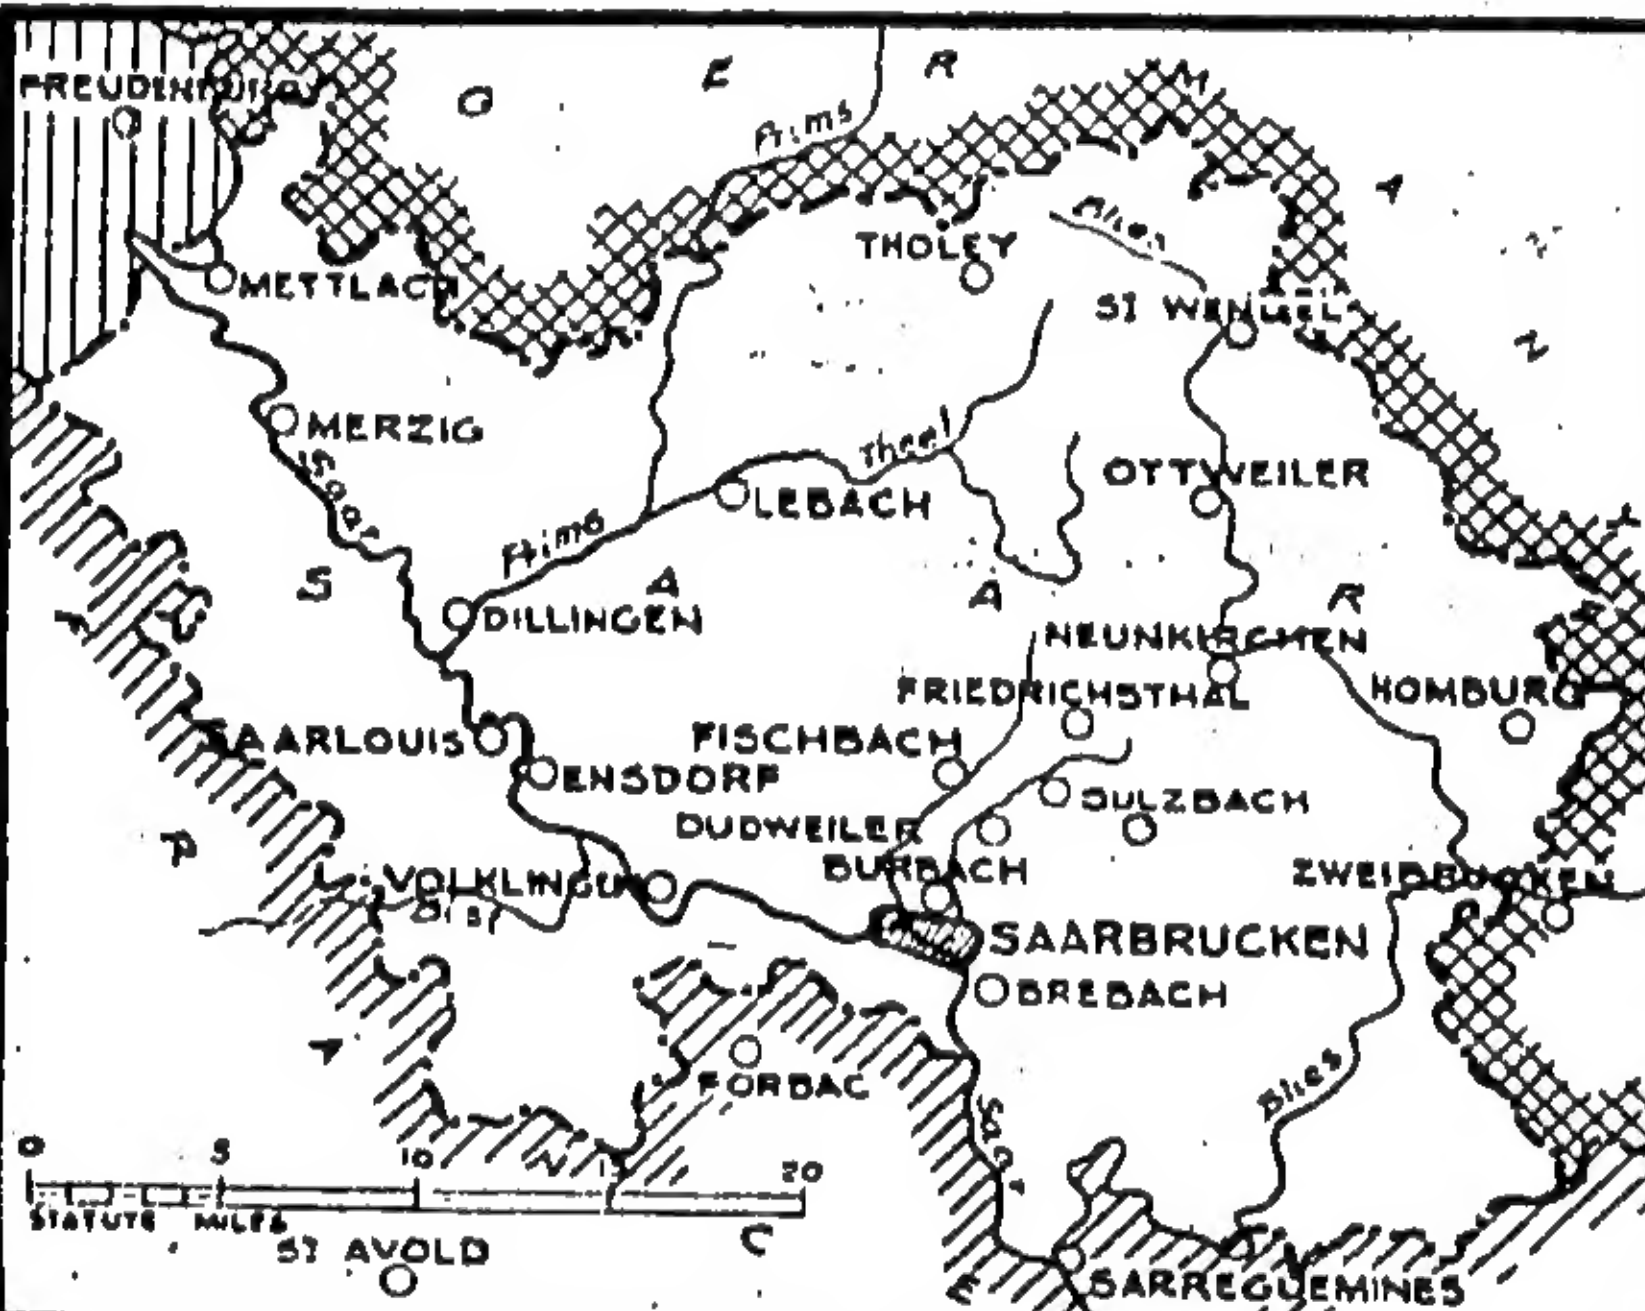 G E R M A N Y
FREUDENBURG
Prims
Blies
THOLEY
METTLACH
ST WENDEL
MERZIG
Saar
Theel
OTTWEILER
LEBACH
Prims
S A A R
DILLINGEN
NEUNKIRCHEN
FRIEDRICHSTHAL
HOMBURG
SAARLOUIS
FISCHBACH
ENSDORF
SULZBACH
DUDWEILER
BURBACH
VOLKLINGEN
ZWEIBRUCKEN
SAARBRUCKEN
BREBACH
FORBAC
Blies
Saar
F R A N C E
0 5 10 15 20
STATUTE MILES
ST AVOLD
SARREGUEMINES